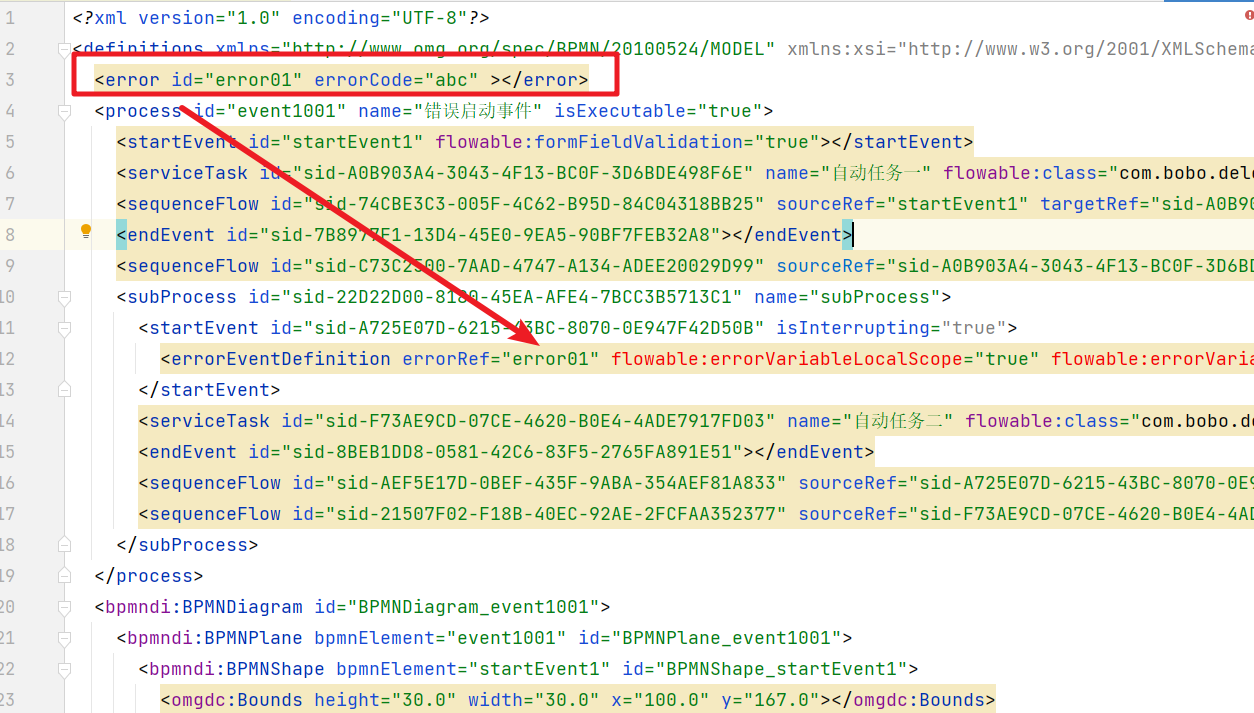 1 <?xml version="1.0" encoding="UTF-8"?>
2 <definitions xmlns="http://www.omg.org/spec/BPMN/20100524/MODEL" xmlns:xsi="http://www.w3.org/2001/XMLSchema
3 <error id="error01" errorCode="abc" ></error>
4 <process id="event1001" name="错误启动事件" isExecutable="true">
5 <startEvent id="startEvent1" flowable:formFieldValidation="true"></startEvent>
6 <serviceTask id="sid-A0B903A4-3043-4F13-BC0F-3D6BDE498F6E" name="自动任务一" flowable:class="com.bobo.dele
7 <sequenceFlow id="sid-74CBE3C3-005F-4C62-B95D-84C04318BB25" sourceRef="startEvent1" targetRef="sid-A0B90
8 <endEvent id="sid-7B8977F1-13D4-45E0-9EA5-90BF7FEB32A8"></endEvent>
9 <sequenceFlow id="sid-C73C2500-7AAD-4747-A134-ADEE20029D99" sourceRef="sid-A0B903A4-3043-4F13-BC0F-3D6BD
10 <subProcess id="sid-22D22D00-8180-45EA-AFE4-7BCC3B5713C1" name="subProcess">
11 <startEvent id="sid-A725E07D-6215-43BC-8070-0E947F42D50B" isInterrupting="true">
12 <errorEventDefinition errorRef="error01" flowable:errorVariableLocalScope="true" flowable:errorVaria
13 </startEvent>
14 <serviceTask id="sid-F73AE9CD-07CE-4620-B0E4-4ADE7917FD03" name="自动任务二" flowable:class="com.bobo.de
15 <endEvent id="sid-8BEB1DD8-0581-42C6-83F5-2765FA891E51"></endEvent>
16 <sequenceFlow id="sid-AEF5E17D-0BEF-435F-9ABA-354AEF81A833" sourceRef="sid-A725E07D-6215-43BC-8070-0E9
17 <sequenceFlow id="sid-21507F02-F18B-40EC-92AE-2FCFAA352377" sourceRef="sid-F73AE9CD-07CE-4620-B0E4-4AD
18 </subProcess>
19 </process>
20 <bpmndi:BPMNDiagram id="BPMNDiagram_event1001">
21 <bpmndi:BPMNPlane bpmnElement="event1001" id="BPMNPlane_event1001">
22 <bpmndi:BPMNShape bpmnElement="startEvent1" id="BPMNShape_startEvent1">
23 <omgdc:Bounds height="30.0" width="30.0" x="100.0" y="167.0"></omgdc:Bounds>